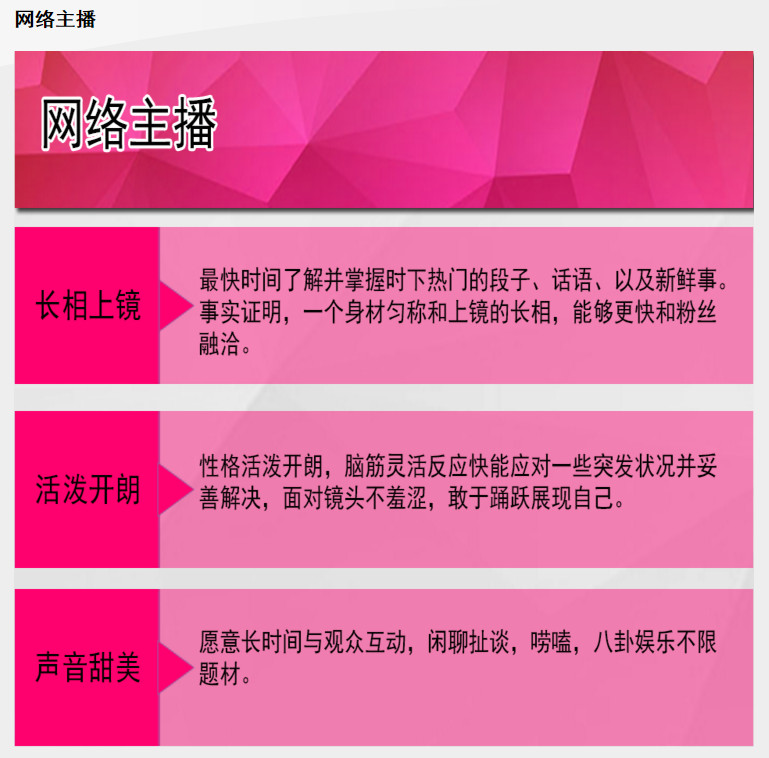 网络主播
网络主播
长相上镜
最快时间了解并掌握时下热门的段子、话语、以及新鲜事。
事实证明，一个身材匀称和上镜的长相，能够更快和粉丝
融洽。
活泼开朗
性格活泼开朗，脑筋灵活反应快能应对一些突发状况并妥
善解决，面对镜头不羞涩，敢于踊跃展现自己。
声音甜美
愿意长时间与观众互动，闲聊扯谈，唠嗑，八卦娱乐不限
题材。